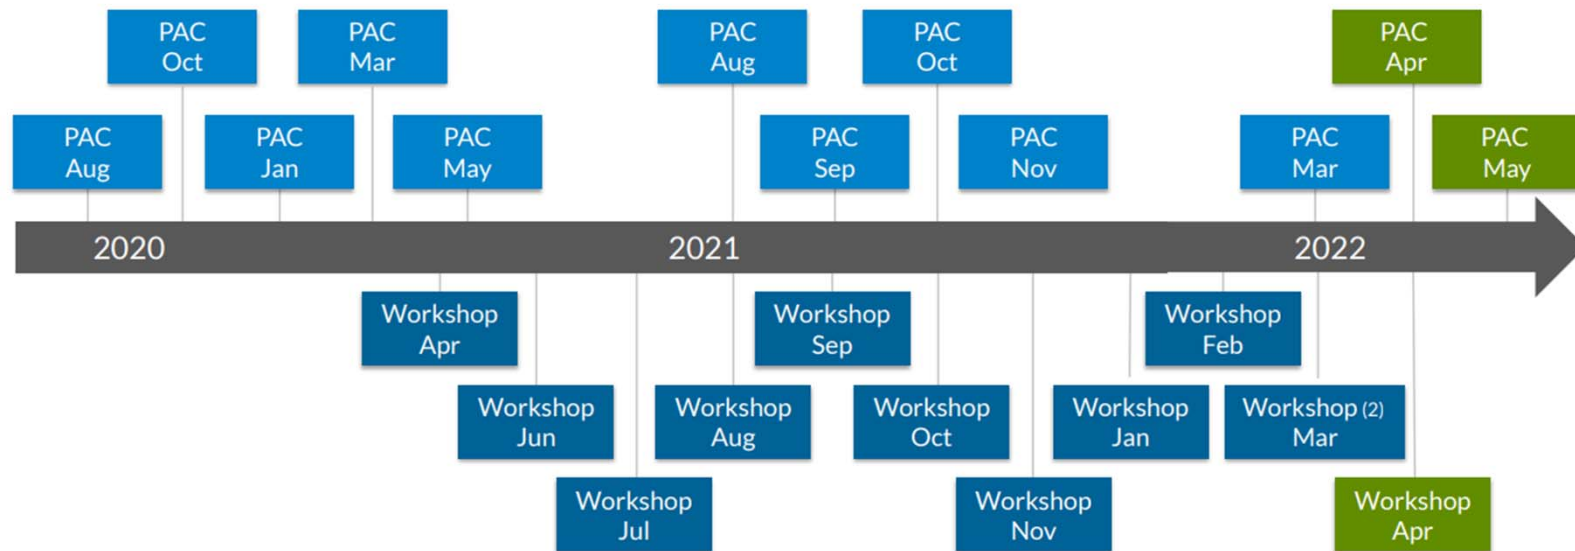 PAC
Oct
PAC
Mar
PAC
Aug
PAC
Oct
PAC
Apr
PAC
Aug
PAC
Jan
PAC
May
PAC
Sep
PAC
Nov
PAC
Mar
PAC
May
2020
2021
2022
Workshop
Apr
Workshop
Sep
Workshop
Feb
Workshop
Jun
Workshop
Aug
Workshop
Oct
Workshop
Jan
Workshop (2)
Mar
Workshop
Jul
Workshop
Nov
Workshop
Apr